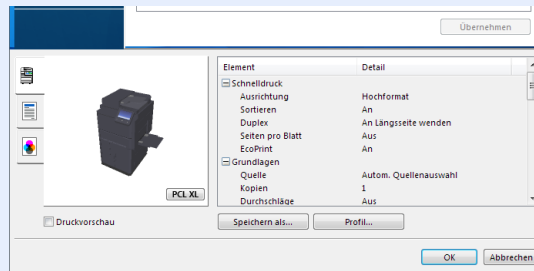 Übernehmen
Element Detail
Schnelldruck
Ausrichtung Hochformat
Sortieren An
Duplex An Längsseite wenden
Seiten pro Blatt Aus
EcoPrint An
Grundlagen
Quelle Autom. Quellenauswahl
Kopien 1
Durchschläge Aus
PCL XL
Druckvorschau Speichern als... Profil...
OK Abbrechen